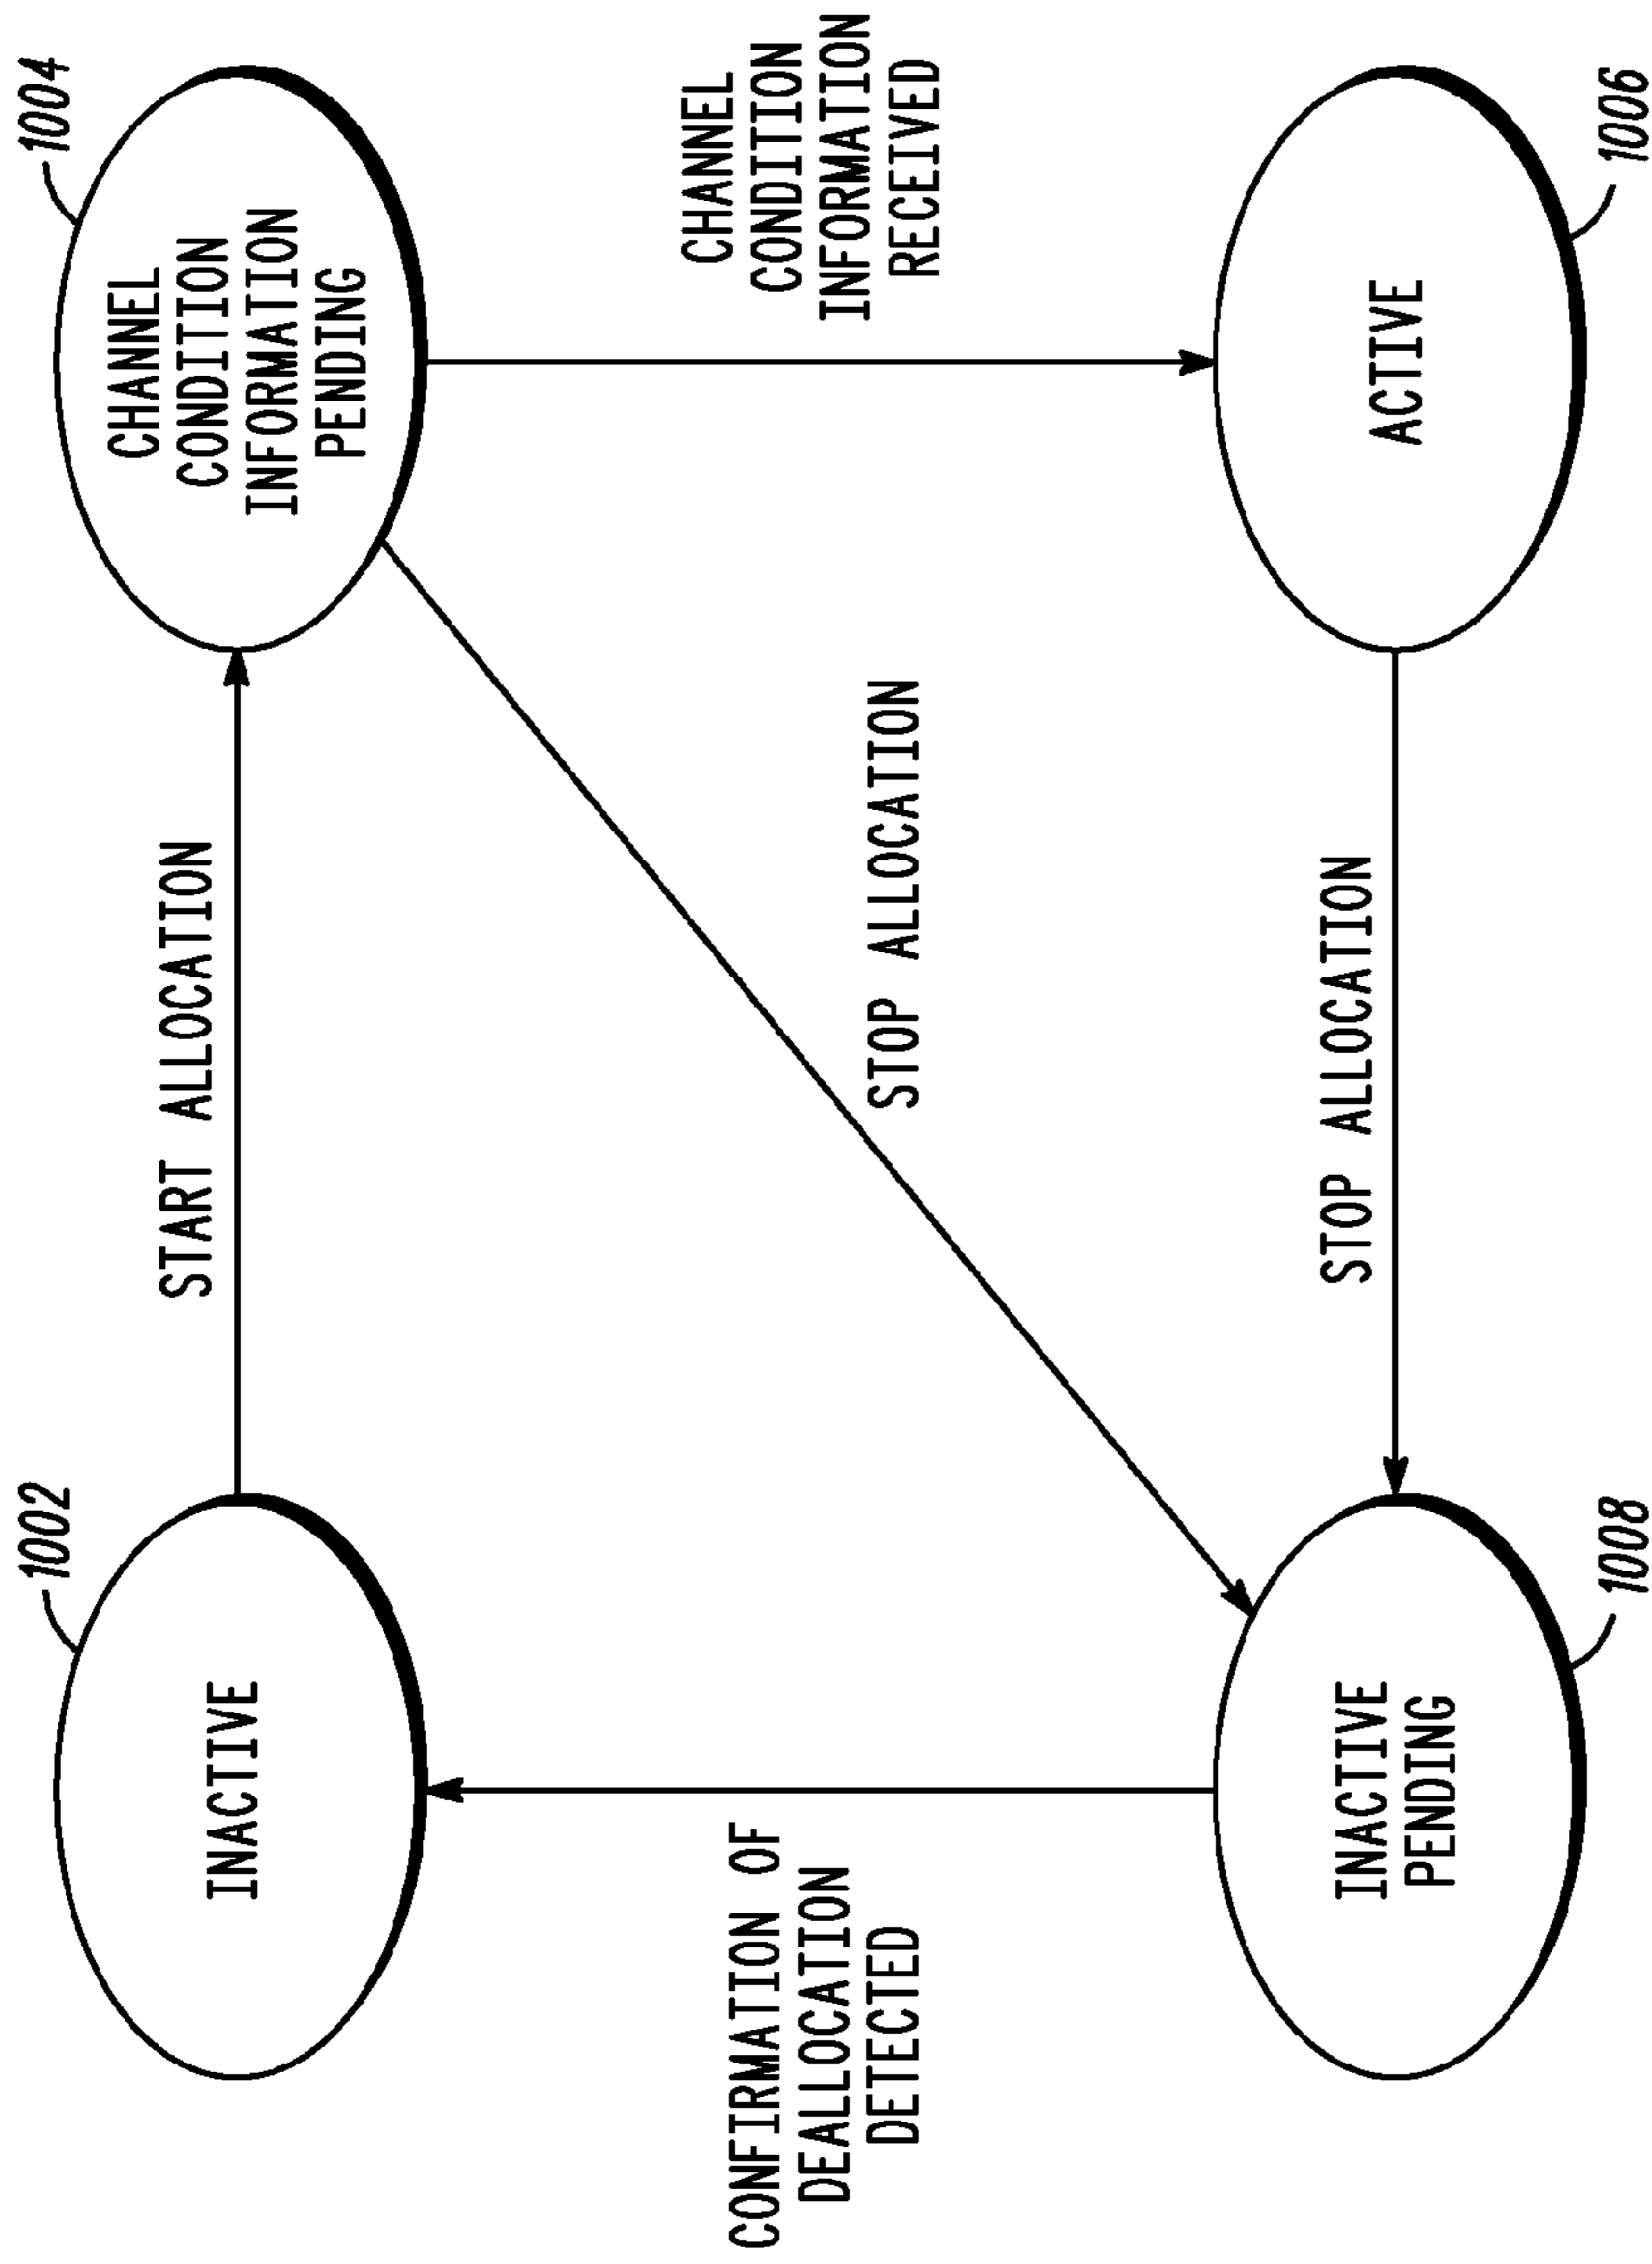 1002
INACTIVE
START ALLOCATION
1004
CHANNEL
CONDITION
INFORMATION
PENDING
CONFIRMATION OF
DEALLOCATION
DETECTED
STOP ALLOCATION
CHANNEL
CONDITION
INFORMATION
RECEIVED
INACTIVE
PENDING
1008
STOP ALLOCATION
ACTIVE
1006